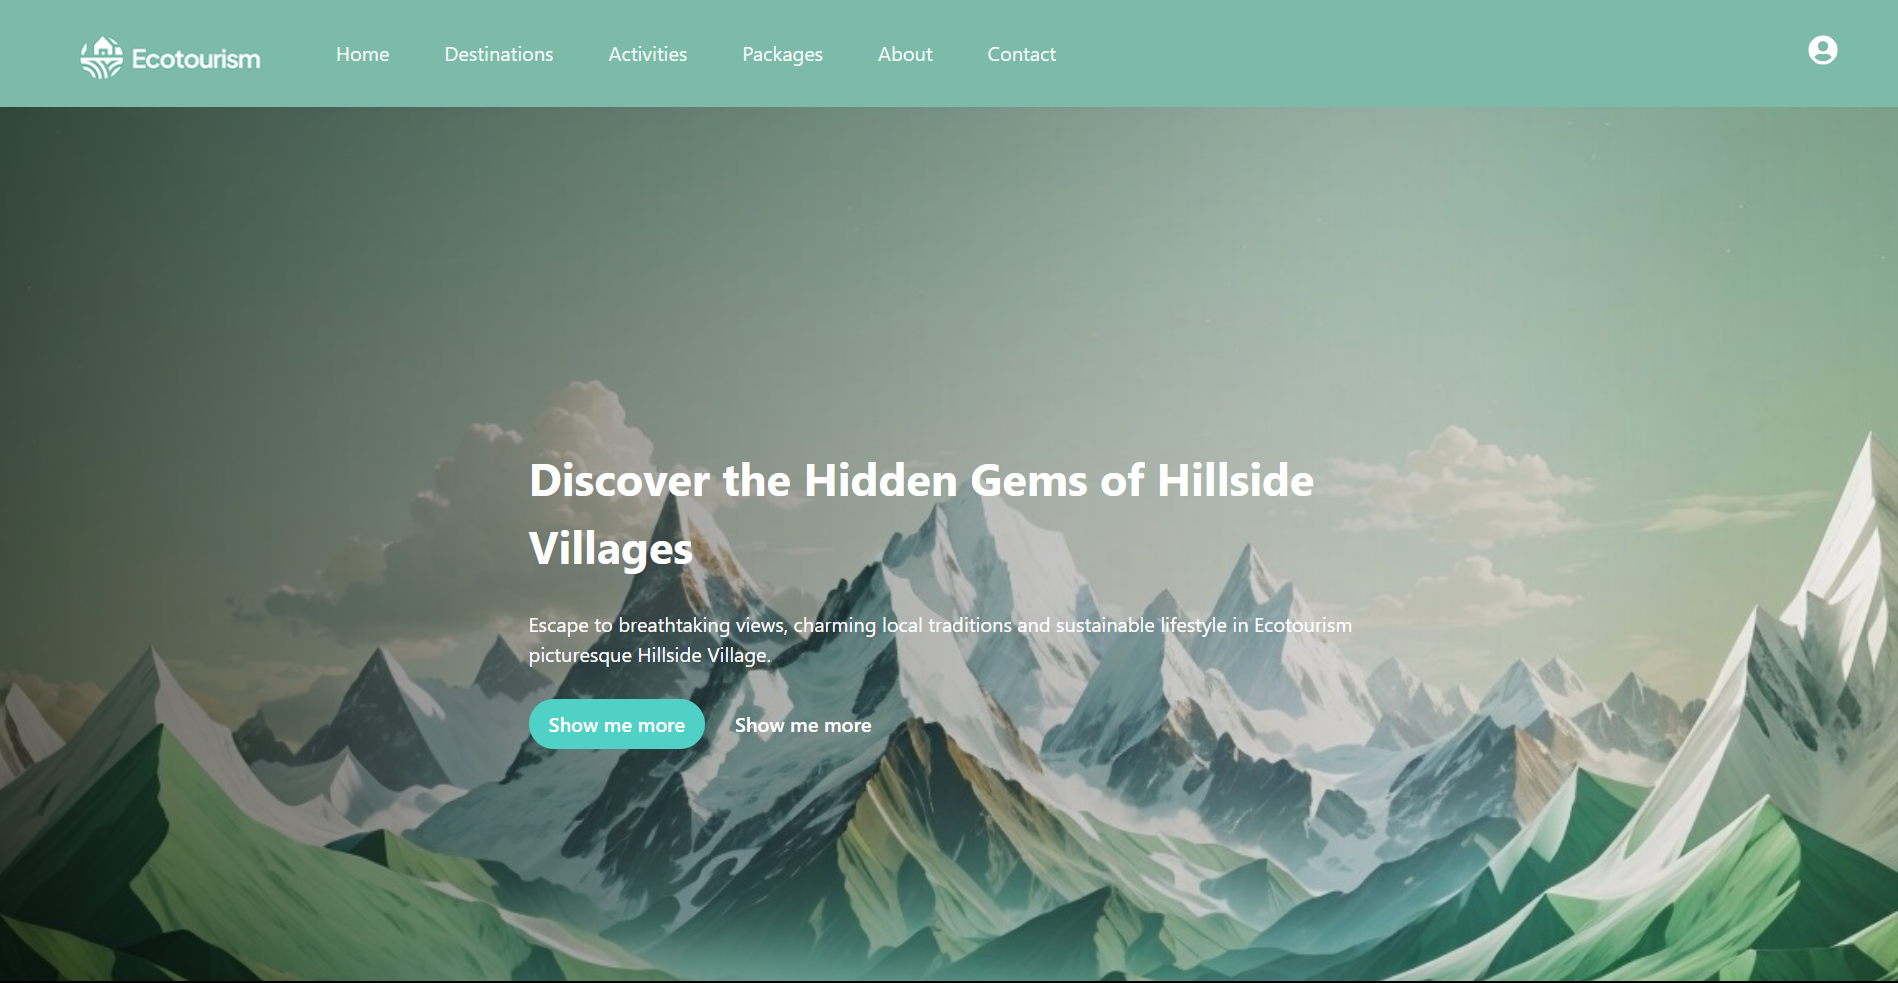 Ecotourism
Home
Destinations
Activities
Packages
About
Contact
Discover the Hidden Gems of Hillside
Villages
Escape to breathtaking views, charming local traditions and sustainable lifestyle in Ecotourism
picturesque Hillside Village.
Show me more
Show me more